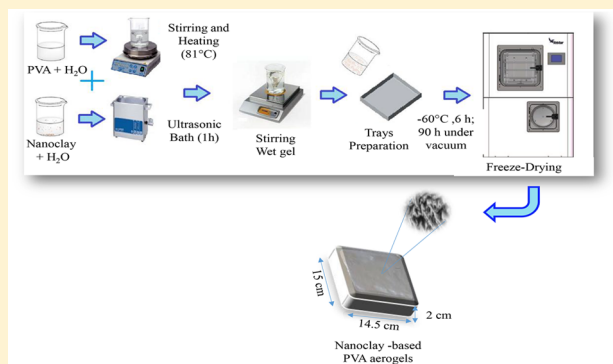 PVA + H₂O
Stirring and
Heating
(81°C)
Nanoclay
+ H₂O
Ultrasonic
Bath (1h)
Stirring
Wet gel
Trays
Preparation
-60°C ,6 h;
90 h under
vacuum
Freeze-Drying
15 cm
14.5 cm
2 cm
Nanoclay -based
PVA aerogels